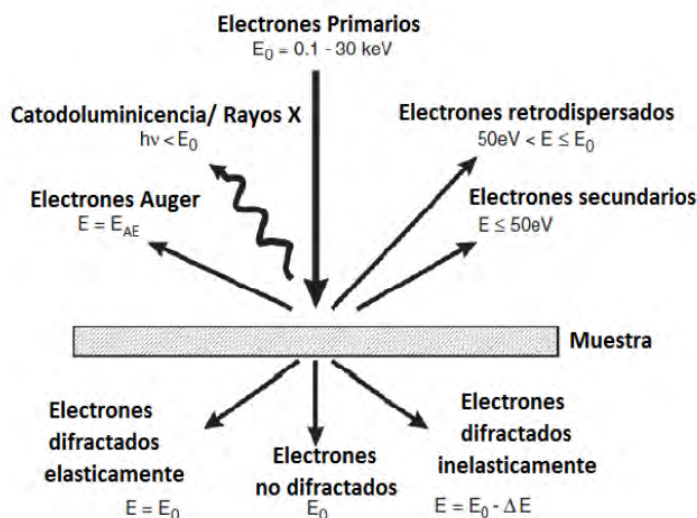 Electrones Primarios
E₀ = 0.1 - 30 keV
Catodoluminicencia/ Rayos X
hν < E₀
Electrones retrodispersados
50eV < E ≤ E₀
Electrones Auger
E = E_AE
Electrones secundarios
E ≤ 50eV
Muestra
Electrones
difractados
elasticamente
E = E₀
Electrones
no difractados
E₀
Electrones
difractados
inelasticamente
E = E₀ - ΔE